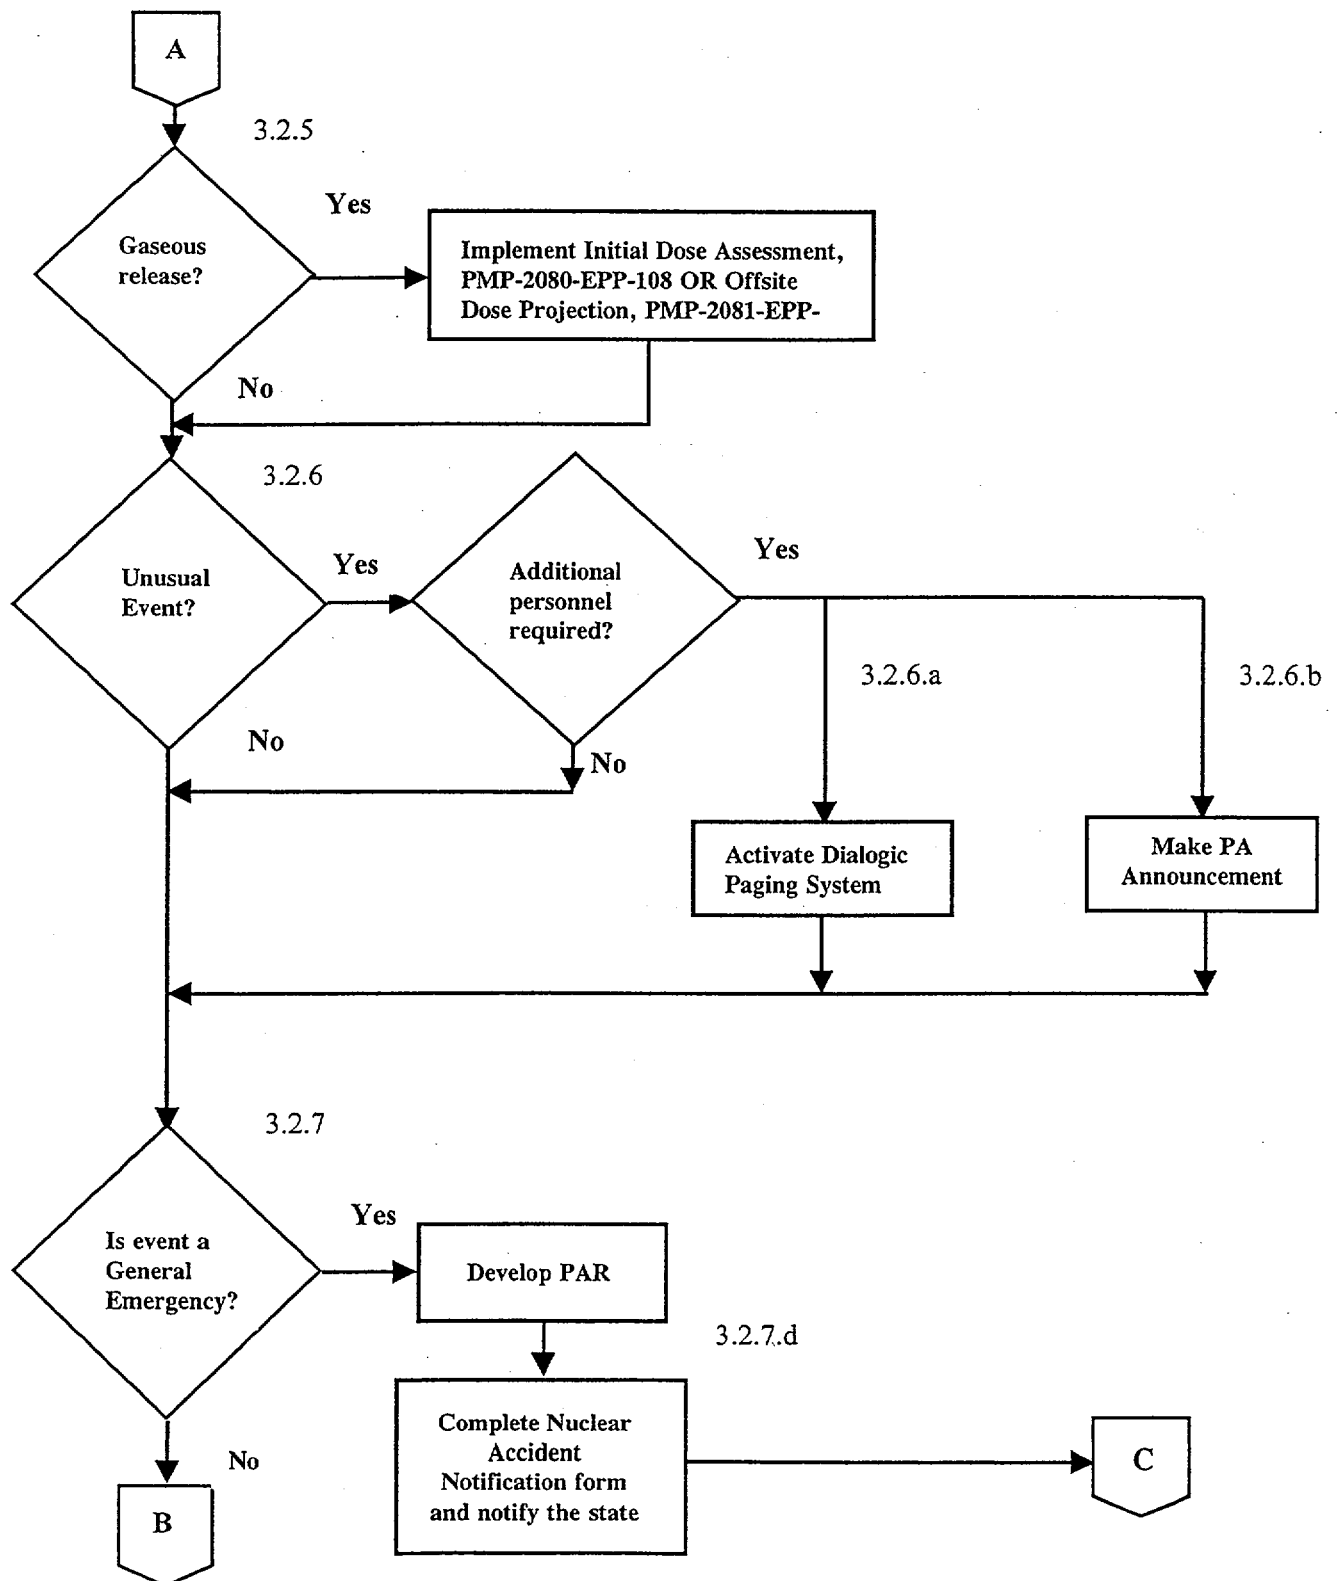 A
3.2.5
Yes
Gaseous
release?
Implement Initial Dose Assessment,
PMP-2080-EPP-108 OR Offsite
Dose Projection, PMP-2081-EPP-
No
3.2.6
Unusual
Event?
Yes
Additional
personnel
required?
Yes
3.2.6.a
3.2.6.b
No
No
Activate Dialogic
Paging System
Make PA
Announcement
3.2.7
Is event a
General
Emergency?
Yes
Develop PAR
3.2.7.d
Complete Nuclear
Accident
Notification form
and notify the state
C
No
B